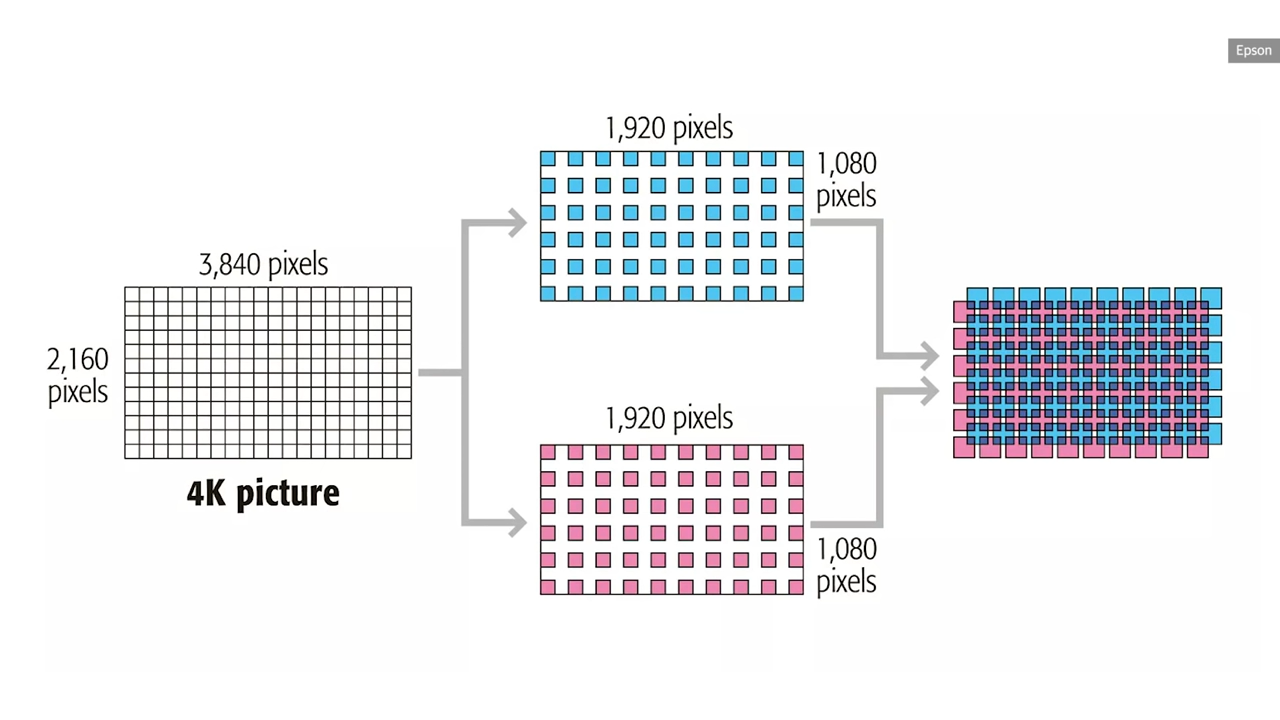 Epson
1,920 pixels
1,080
pixels
3,840 pixels
2,160
pixels
4K picture
1,920 pixels
1,080
pixels